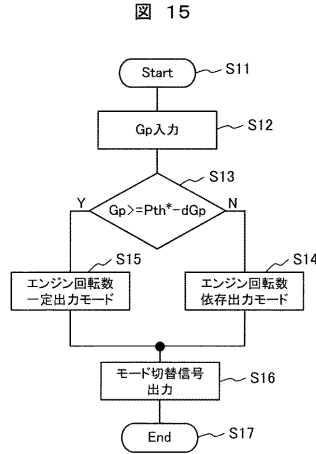 図 15
Start
S11
Gp入力
S12
S13
Gp>=Pth*-dGp
Y
N
S15
エンジン回転数
一定出力モード
S14
エンジン回転数
依存出力モード
モード切替信号
出力
S16
End
S17